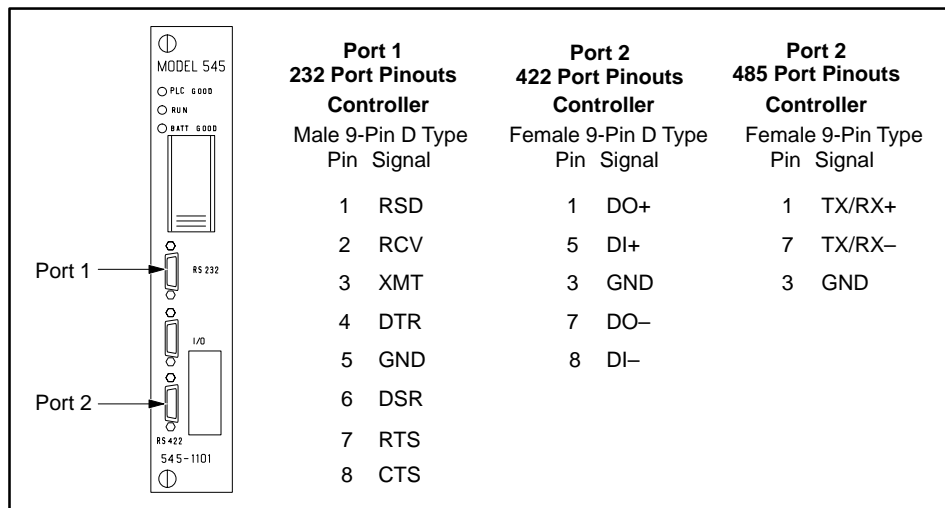 MODEL 545
PLC GOOD
RUN
BATT GOOD
Port 1
RS 232
I/O
Port 2
RS422
545-1101
Port 1
232 Port Pinouts
Controller
Male 9-Pin D Type
Pin Signal
1 RSD
2 RCV
3 XMT
4 DTR
5 GND
6 DSR
7 RTS
8 CTS
Port 2
422 Port Pinouts
Controller
Female 9-Pin D Type
Pin Signal
1 DO+
5 DI+
3 GND
7 DO–
8 DI–
Port 2
485 Port Pinouts
Controller
Female 9-Pin Type
Pin Signal
1 TX/RX+
7 TX/RX–
3 GND